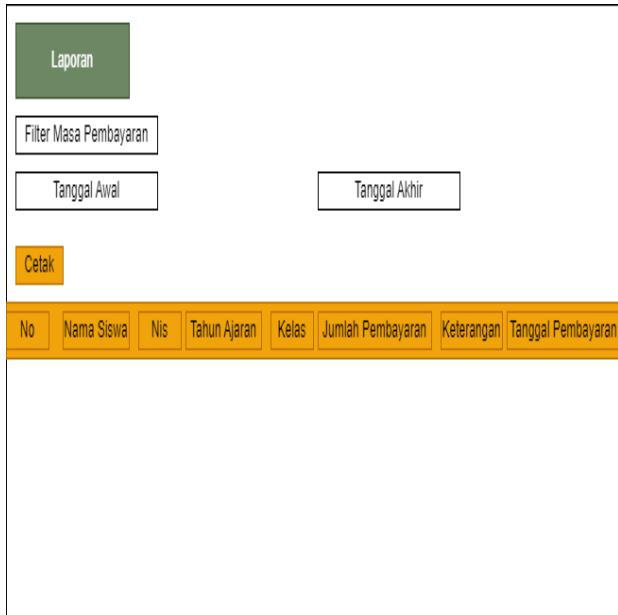 Laporan
Filter Masa Pembayaran
Tanggal Awal Tanggal Akhir
Cetak
No Nama Siswa Nis Tahun Ajaran Kelas Jumlah Pembayaran Keterangan Tanggal Pembayaran